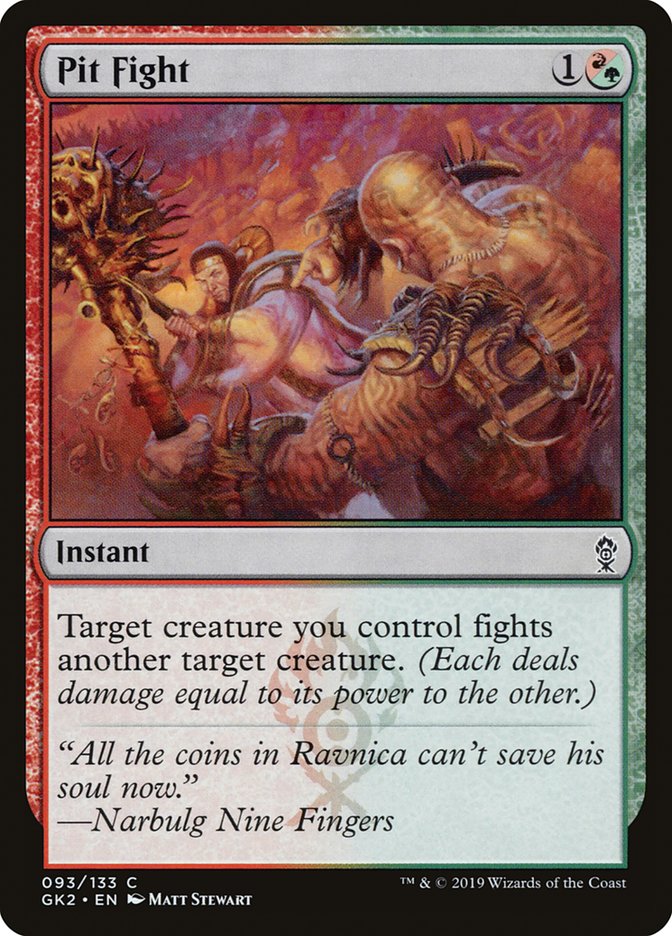 Pit Fight 1
Instant
Target creature you control fights
another target creature. (Each deals
damage equal to its power to the other.)
“All the coins in Ravnica can’t save his
soul now.”
—Narbulg Nine Fingers
093/133 C
™ & © 2019 Wizards of the Coast
GK2 • EN Matt Stewart